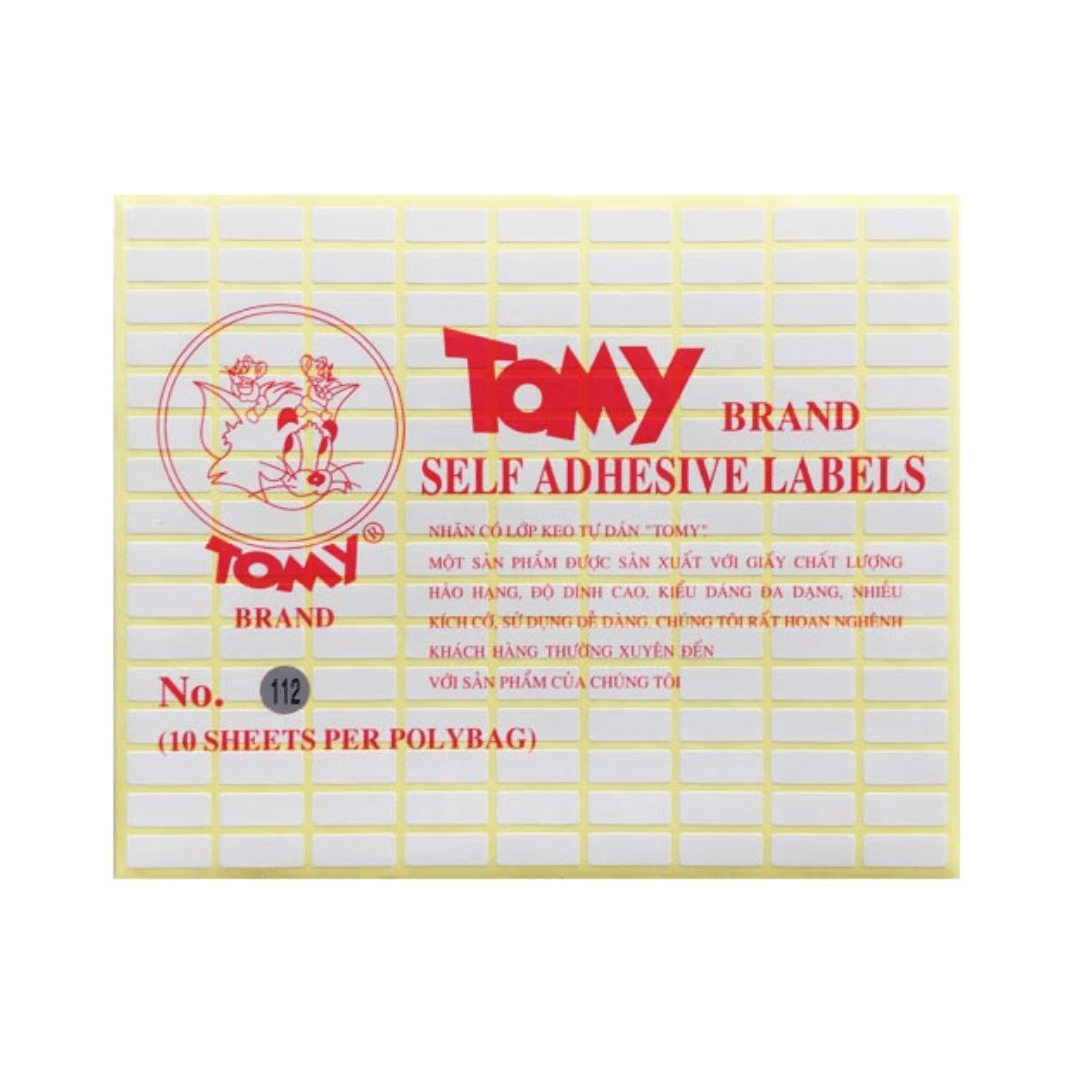 TOMY BRAND
SELF ADHESIVE LABELS
NHÃN CÓ LỚP KEO TỰ DÁN "TOMY".
MỘT SẢN PHẨM ĐƯỢC SẢN XUẤT VỚI GIẤY CHẤT LƯỢNG
HẢO HẠNG, ĐỘ DÍNH CAO. KIỂU DÁNG ĐA DẠNG, NHIỀU
KÍCH CỠ, SỬ DỤNG DỄ DÀNG. CHÚNG TÔI RẤT HOAN NGHÊNH
KHÁCH HÀNG THƯỜNG XUYÊN ĐẾN
VỚI SẢN PHẨM CỦA CHÚNG TÔI
TOMY®
BRAND
No. 112
(10 SHEETS PER POLYBAG)